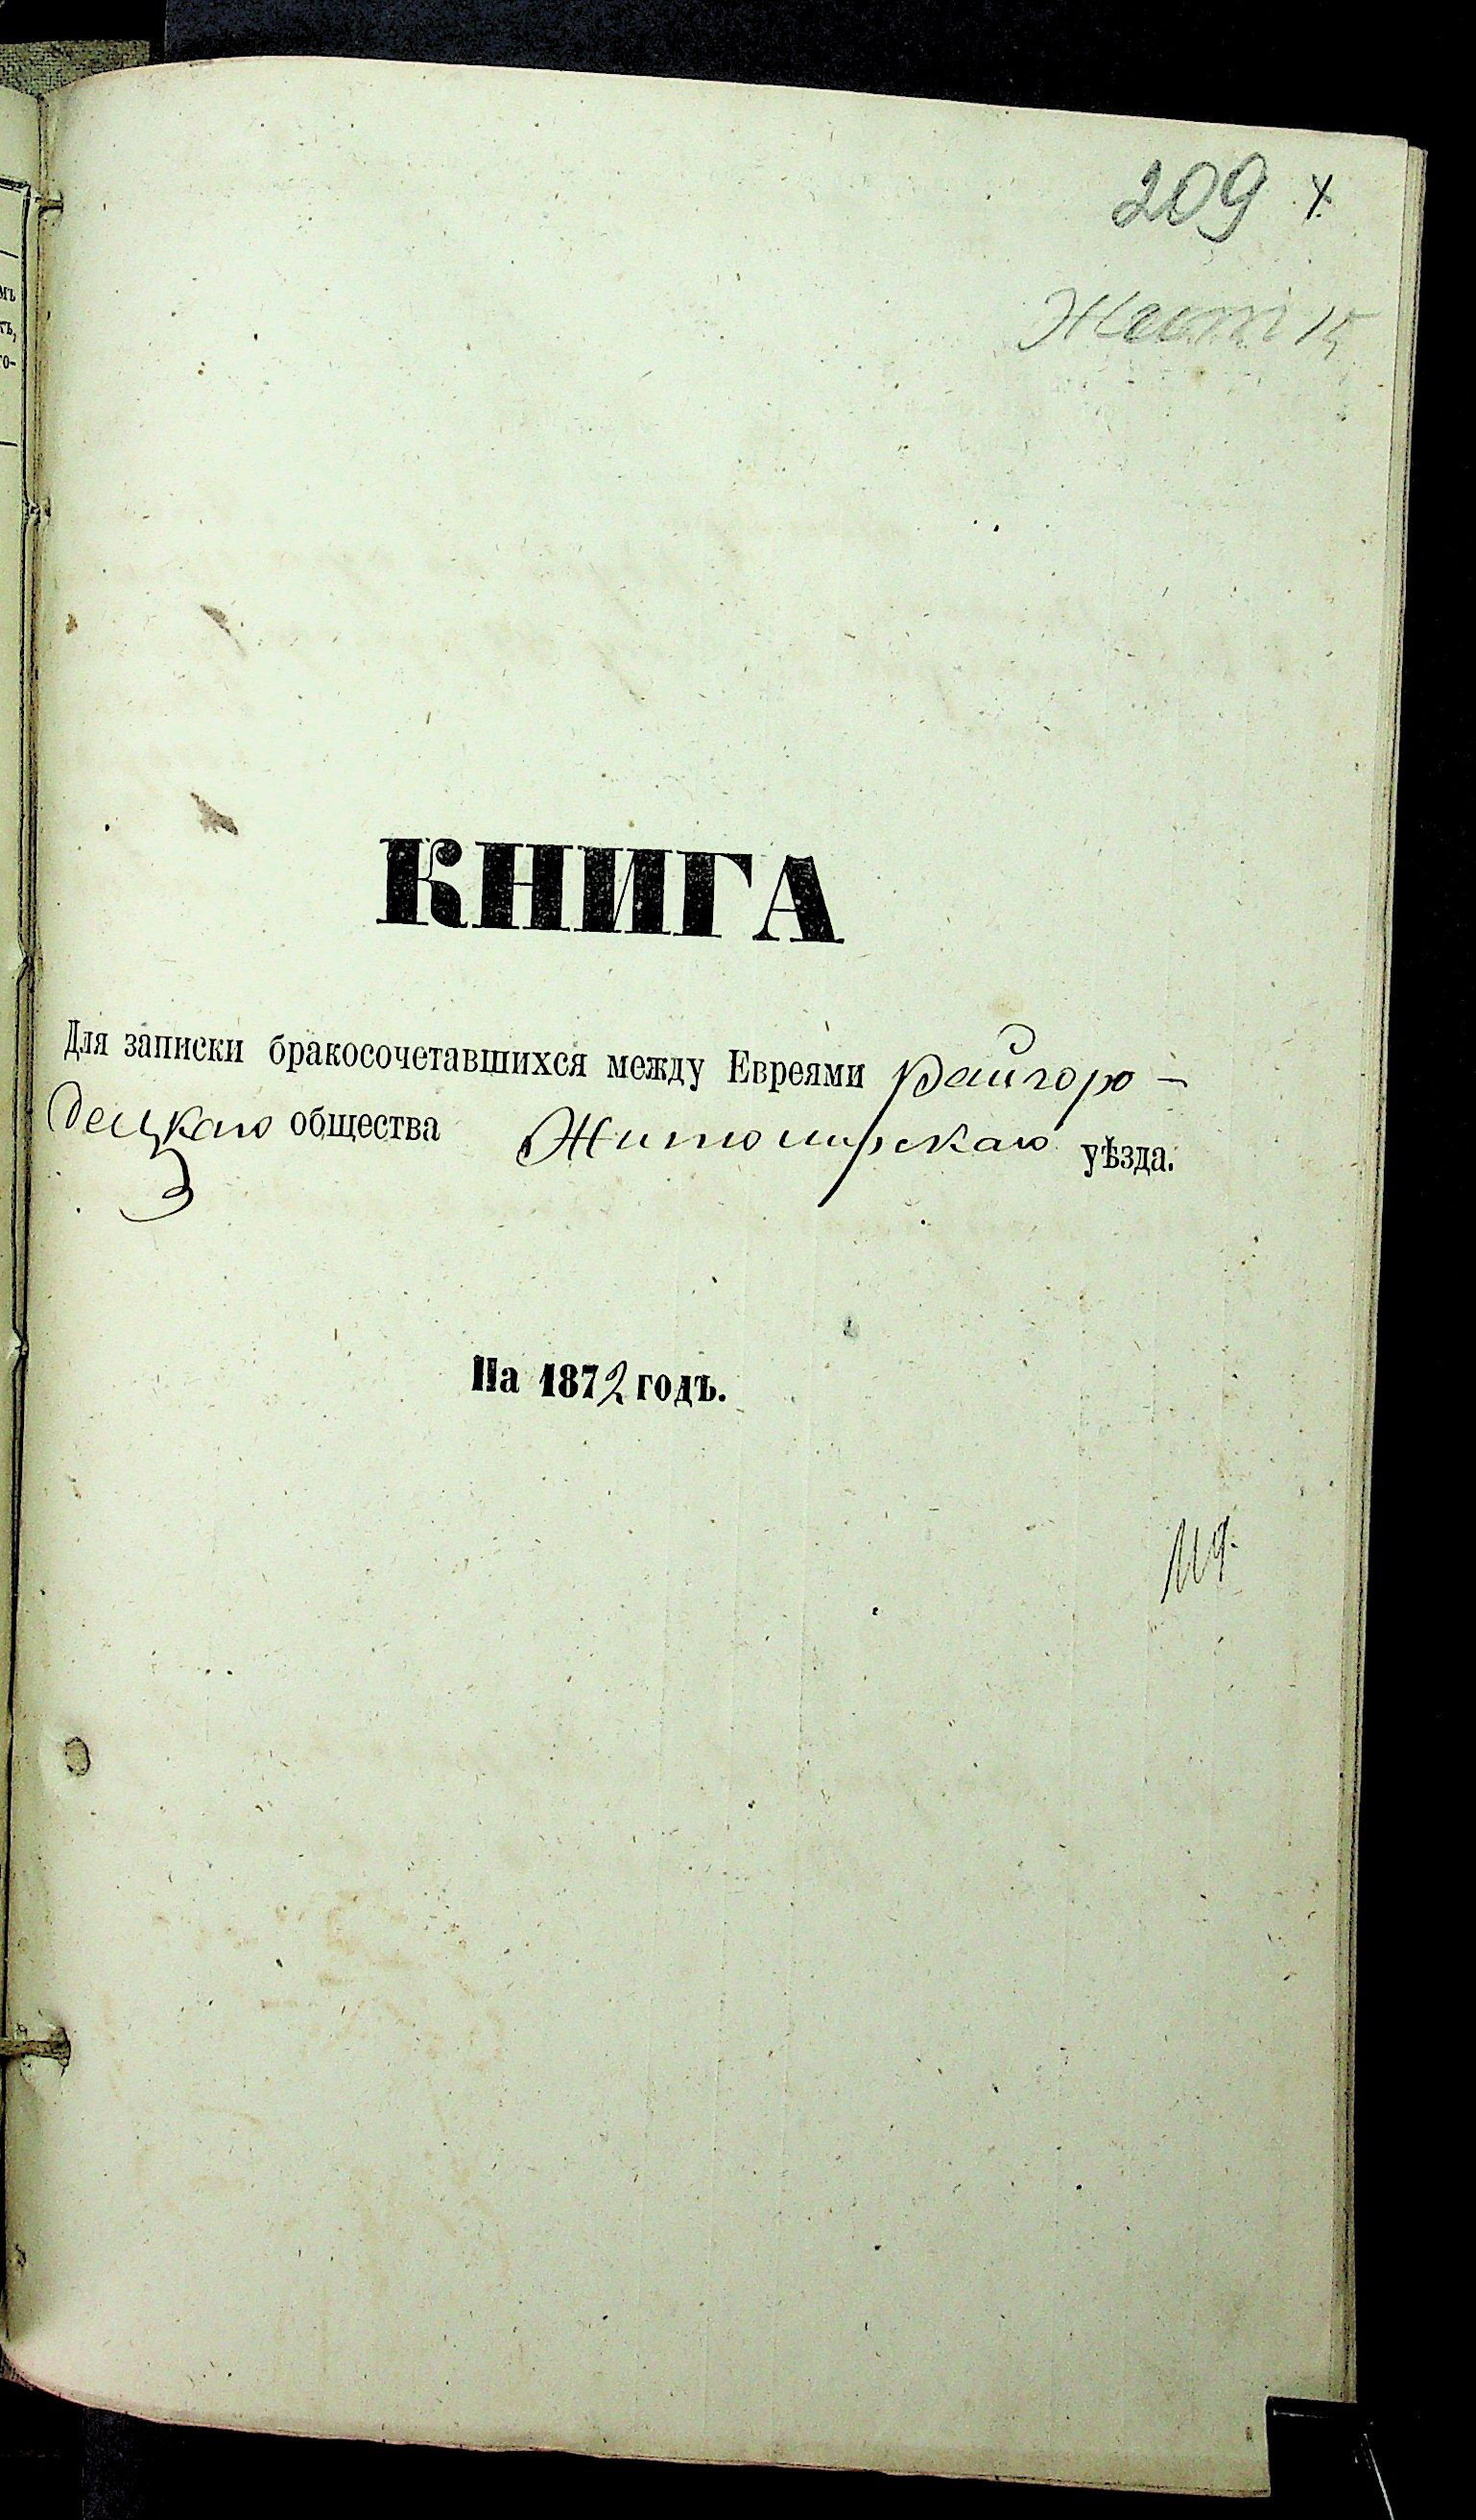 209
КНИГА
Для записки бракосочетавшихся между Евреями Райгоро-
децкаго общества Житомирскаго уѣзда.
На 1872 годъ.